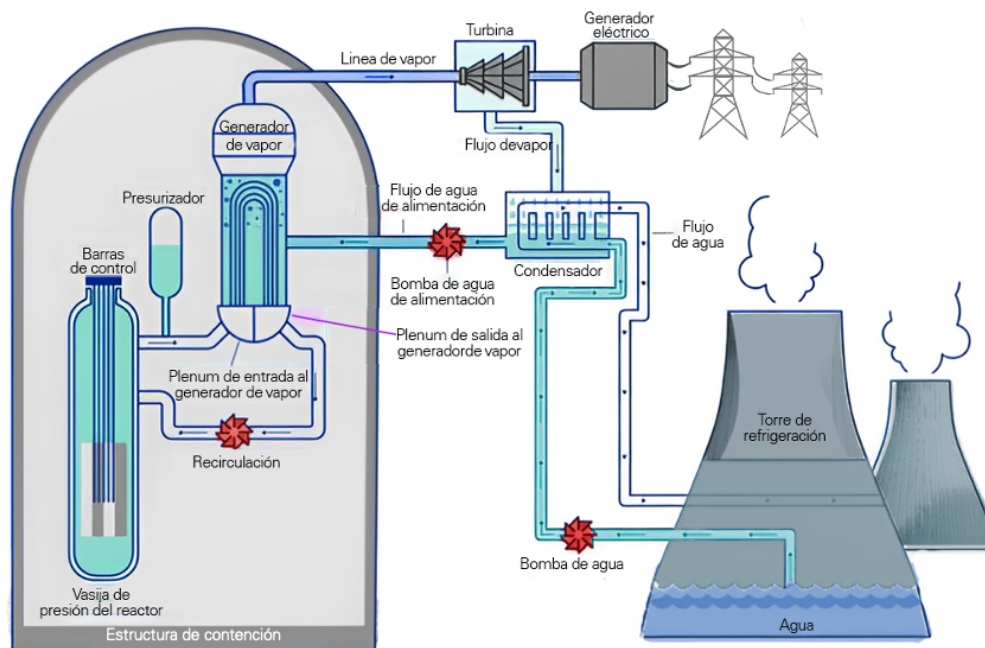 Turbina
Generador
eléctrico
Linea de vapor
Generador
de vapor
Flujo devapor
Presurizador
Flujo de agua
de alimentación
Flujo
de agua
Barras
de control
Condensador
Bomba de agua
de alimentación
Plenum de salida al
generadorde vapor
Plenum de entrada al
generador de vapor
Torre de
refrigeración
Recirculación
Bomba de agua
Vasija de
presión del reactor
Estructura de contención
Agua